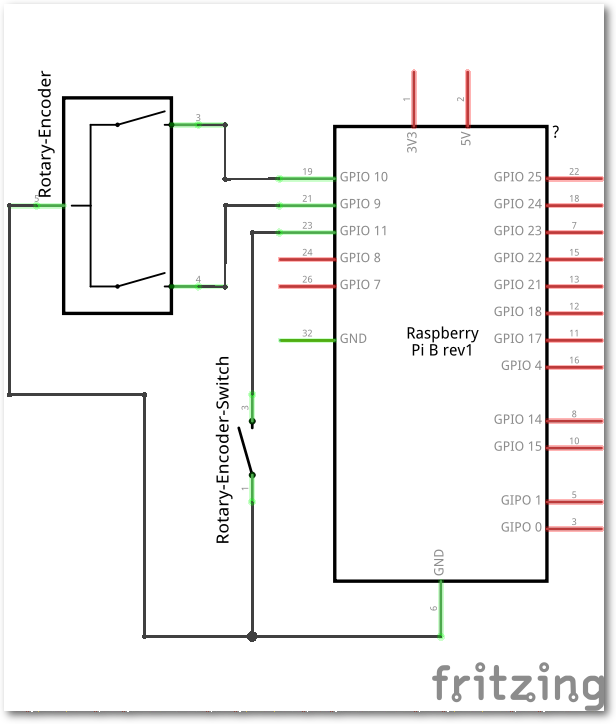 Rotary-Encoder
3
4
Rotary-Encoder-Switch
3
1
1
2
3V3
5V
?
19
GPIO 10
21
GPIO 9
23
GPIO 11
24
GPIO 8
26
GPIO 7
32
GND
Raspberry
Pi B rev1
GPIO 25
22
GPIO 24
18
GPIO 23
7
GPIO 22
15
GPIO 21
13
GPIO 18
12
GPIO 17
11
GPIO 4
16
GPIO 14
8
GPIO 15
10
GIPO 1
5
GIPO 0
3
GND
6
fritzing